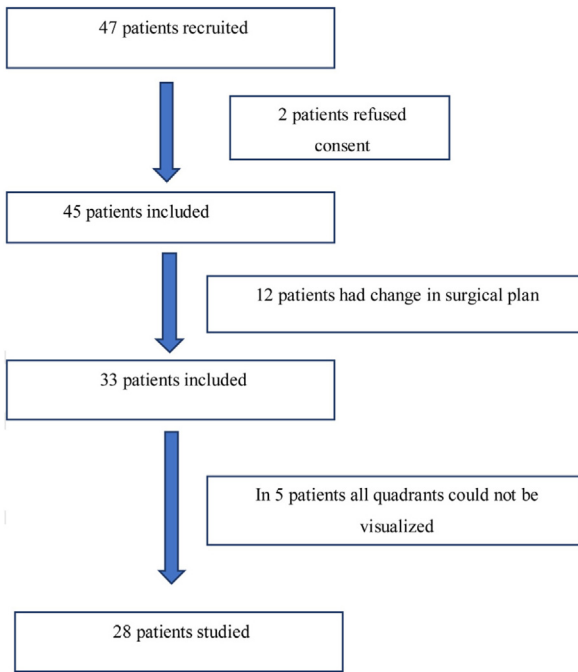 47 patients recruited
2 patients refused
consent
45 patients included
12 patients had change in surgical plan
33 patients included
In 5 patients all quadrants could not be
visualized
28 patients studied